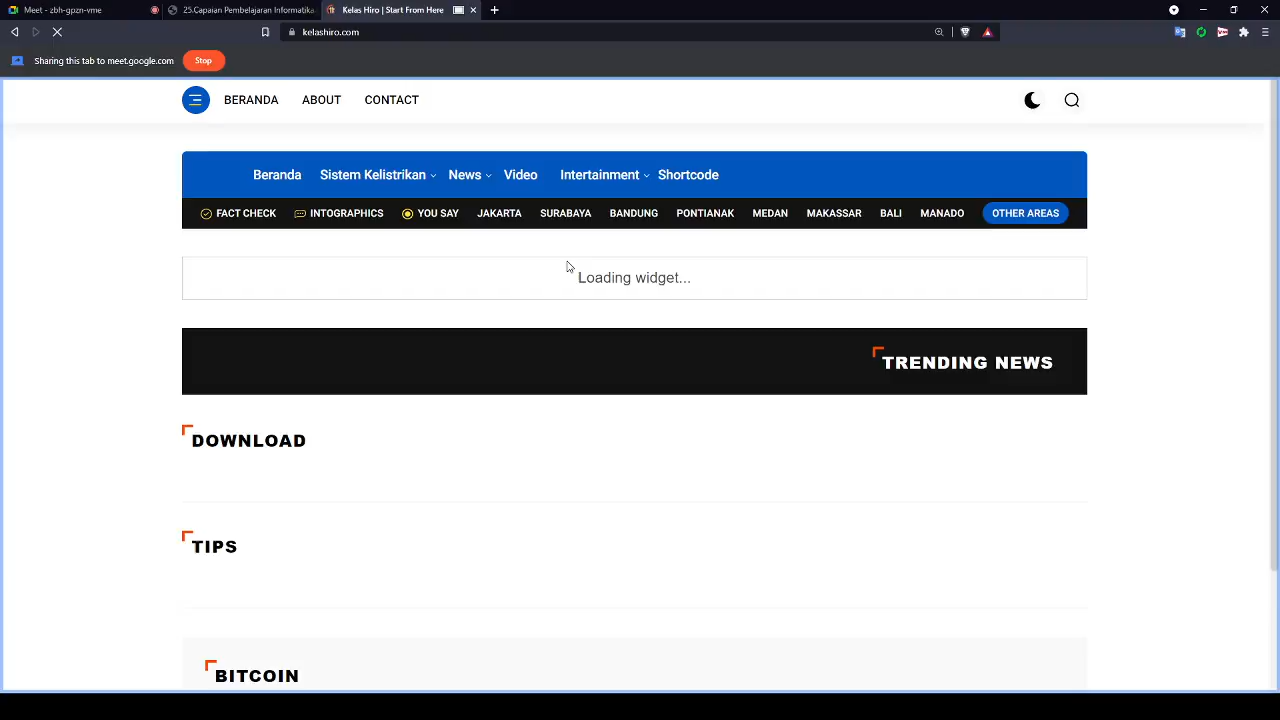 Meet - zbh-gpzn-vme
25.Capaian Pembelajaran Informatika
Kelas Hiro | Start From Here
kelashiro.com
Sharing this tab to meet.google.com Stop
BERANDA ABOUT CONTACT
Beranda Sistem Kelistrikan News Video Intertainment Shortcode
FACT CHECK INTOGRAPHICS YOU SAY JAKARTA SURABAYA BANDUNG PONTIANAK MEDAN MAKASSAR BALI MANADO OTHER AREAS
Loading widget...
TRENDING NEWS
DOWNLOAD
TIPS
BITCOIN